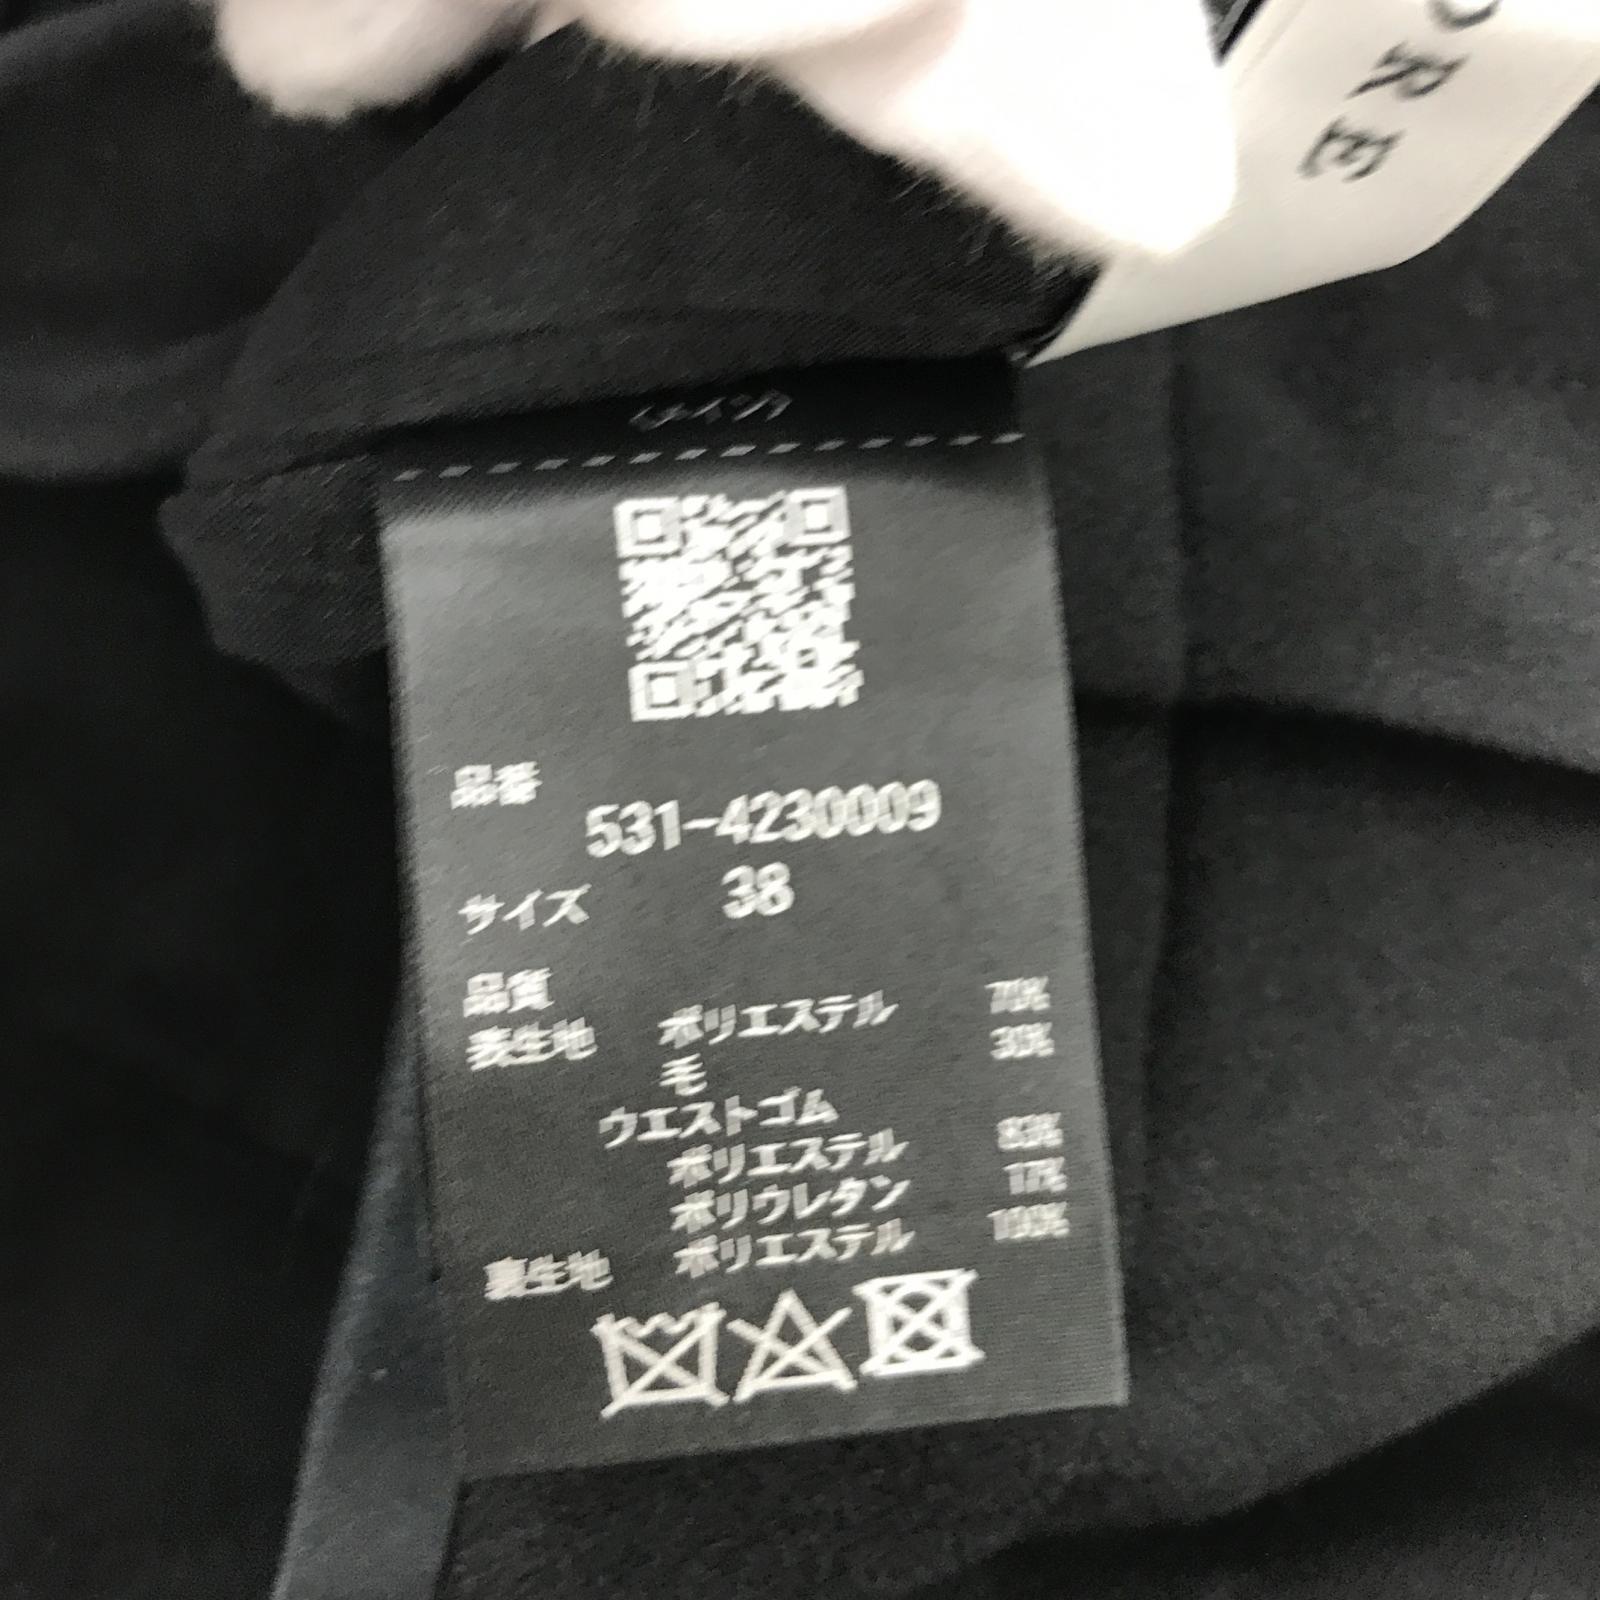 ORE
品番
531-4230009
サイズ 38
品質
表生地 ポリエステル 70%
毛 30%
ウエストゴム
ポリエステル 83%
ポリウレタン 17%
裏生地 ポリエステル 100%